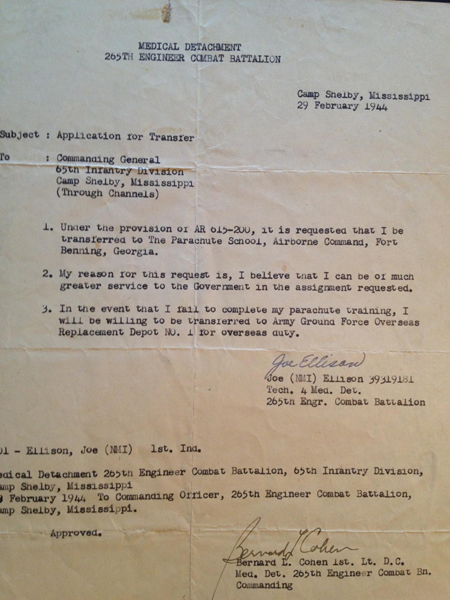 MEDICAL DETACHMENT
265TH ENGINEER COMBAT BATTALION
Camp Shelby, Mississippi
29 February 1944
Subject : Application for Transfer
To : Commanding General
65th Infantry Division
Camp Shelby, Mississippi
(Through Channels)
1. Under the provision of AR 615-200, it is requested that I be
transferred to The Parachute School, Airborne Command, Fort
Benning, Georgia.
2. My reason for this request is, I believe that I can be of much
greater service to the Government in the assignment requested.
3. In the event that I fail to complete my parachute training, I
will be willing to be transferred to Army Ground Force Overseas
Replacement Depot NO. 1 for overseas duty.
Joe Ellison
Joe (NMI) Ellison 39319181
Tech. 4 Med. Det.
265th Engr. Combat Battalion
01 - Ellison, Joe (NMI) 1st. Ind.
edical Detachment 265th Engineer Combat Battalion, 65th Infantry Division,
amp Shelby, Mississippi
9 February 1944 To Commanding Officer, 265th Engineer Combat Battalion,
amp Shelby, Mississippi.
Approved.
Bernard L Cohen
Bernard L. Cohen 1st. Lt. D.C.
Med. Det. 265th Engineer Combat Bn.
Commanding